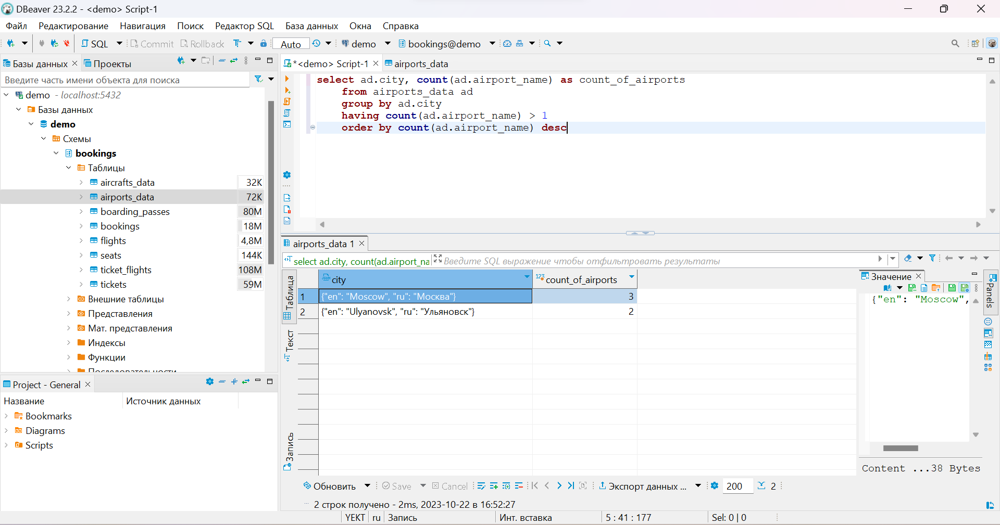 DBeaver 23.2.2 - <demo> Script-1
Файл Редактирование Навигация Поиск Редактор SQL База данных Окна Справка
SQL Commit Rollback Auto demo bookings@demo
Базы данных Проекты
Введите часть имени объекта для поиска
demo - localhost:5432
Базы данных
demo
Схемы
bookings
Таблицы
aircrafts_data 32K
airports_data 72K
boarding_passes 80M
bookings 18M
flights 4,8M
seats 144K
ticket_flights 108M
tickets 59M
Внешние таблицы
Представления
Мат. представления
Индексы
Функции
Последовательности
Project - General
Название Источник данных
Bookmarks
Diagrams
Scripts
*<demo> Script-1 airports_data
select ad.city, count(ad.airport_name) as count_of_airports
from airports_data ad
group by ad.city
having count(ad.airport_name) > 1
order by count(ad.airport_name) desc
airports_data 1
select ad.city, count(ad.airport_na Введите SQL выражение чтобы отфильтровать результаты
Таблица
Текст
Запись
city 123 count_of_airports
1 {"en": "Moscow", "ru": "Москва"} 3
2 {"en": "Ulyanovsk", "ru": "Ульяновск"} 2
Значение
{"en": "Moscow",
Content ...38 Bytes
Panels
Обновить Save Cancel Экспорт данных ... 200 2
2 строк получено - 2ms, 2023-10-22 в 16:52:27
YEKT ru Запись Инт. вставка 5 : 41 : 177 Sel: 0 | 0